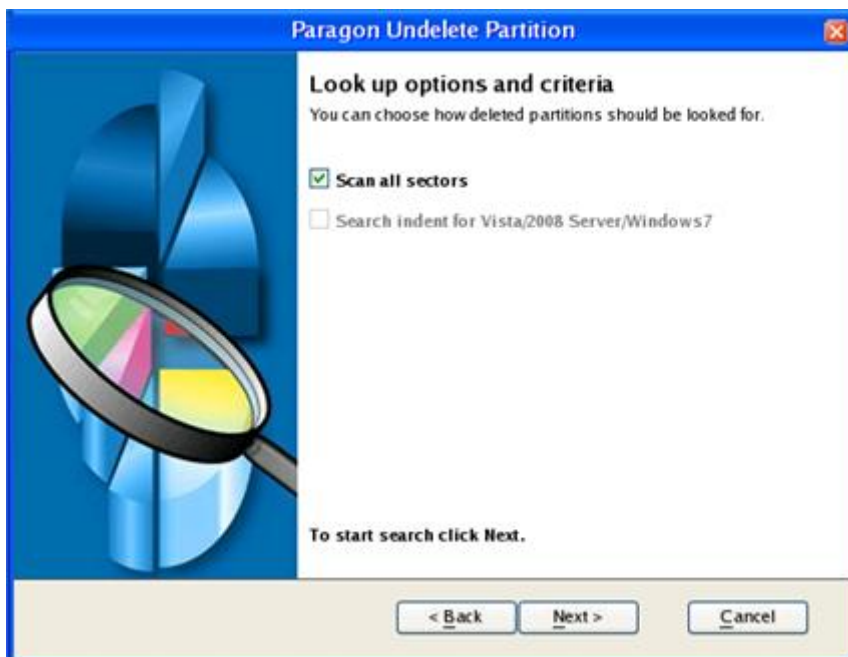 Paragon Undelete Partition
Look up options and criteria
You can choose how deleted partitions should be looked for.
Scan all sectors
Search indent for Vista/2008 Server/Windows7
To start search click Next.
< Back
Next >
Cancel